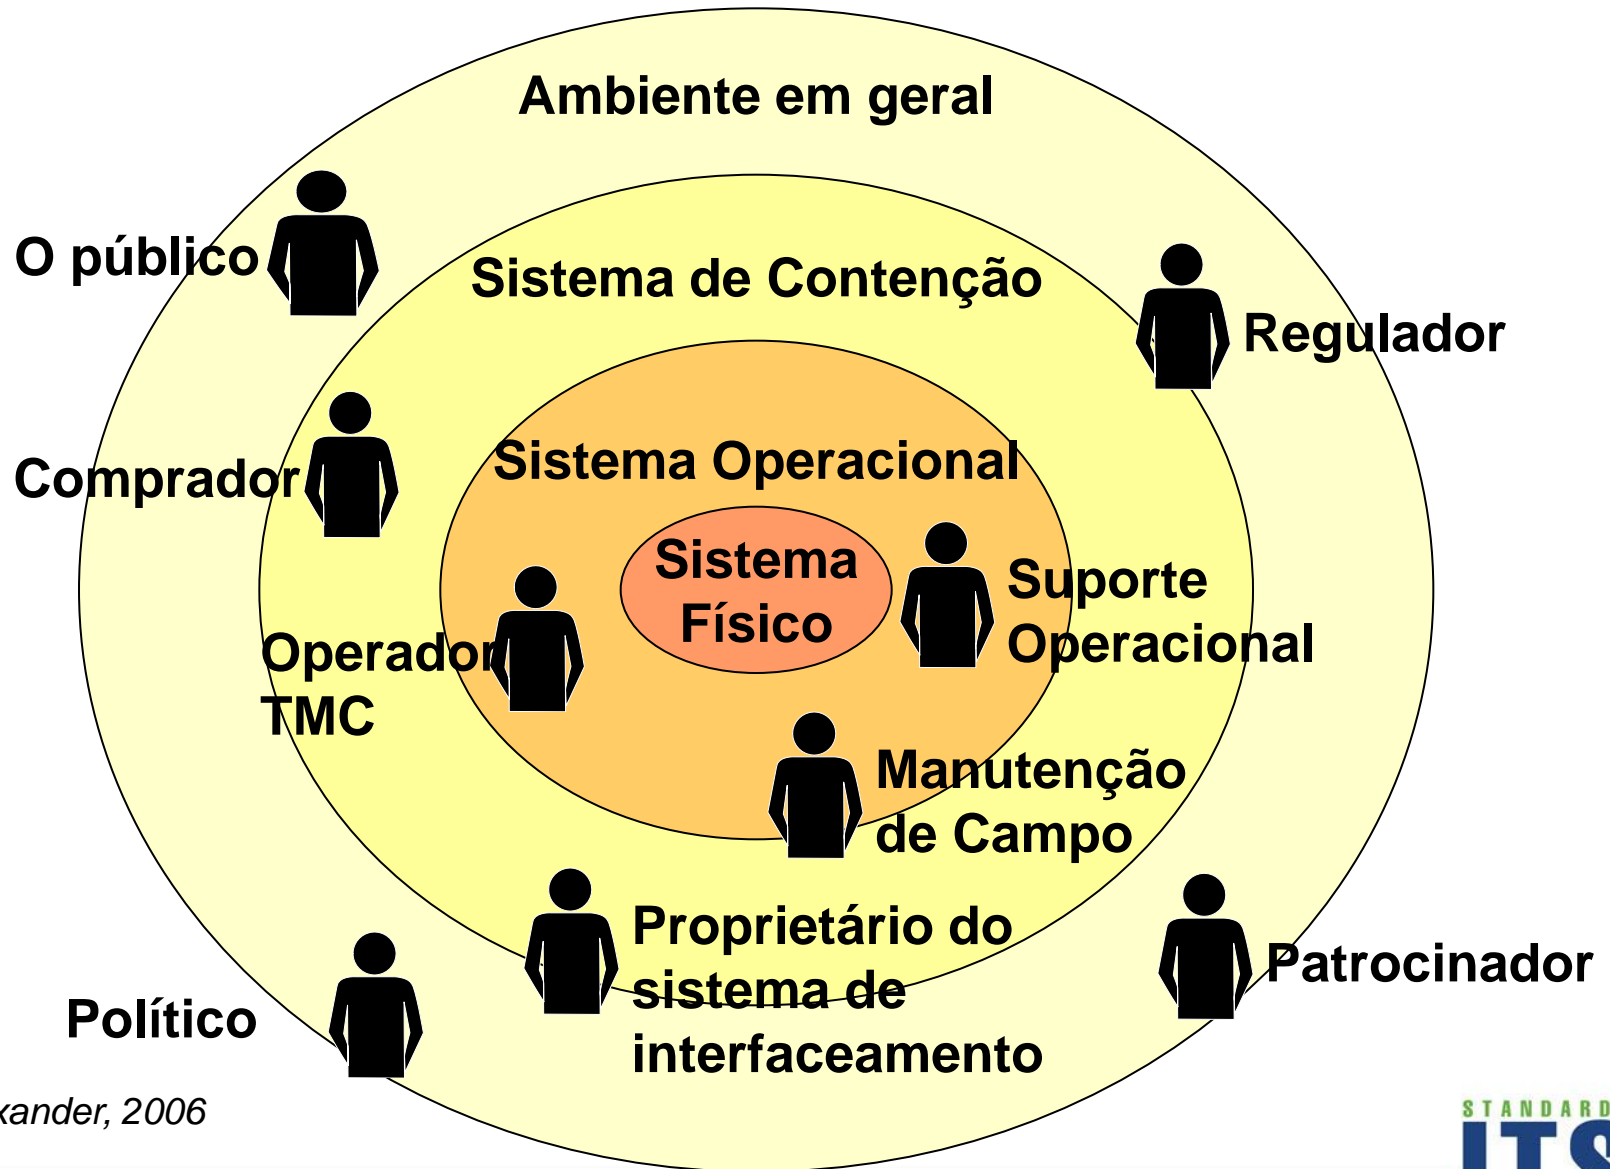 Ambiente em geral
O público
Sistema de Contenção
Regulador
Comprador
Sistema Operacional
Sistema
Físico
Suporte
Operacional
Operador
TMC
Manutenção
de Campo
Proprietário do
sistema de
interfaceamento
Patrocinador
Político
xander, 2006
STANDARD
ITS